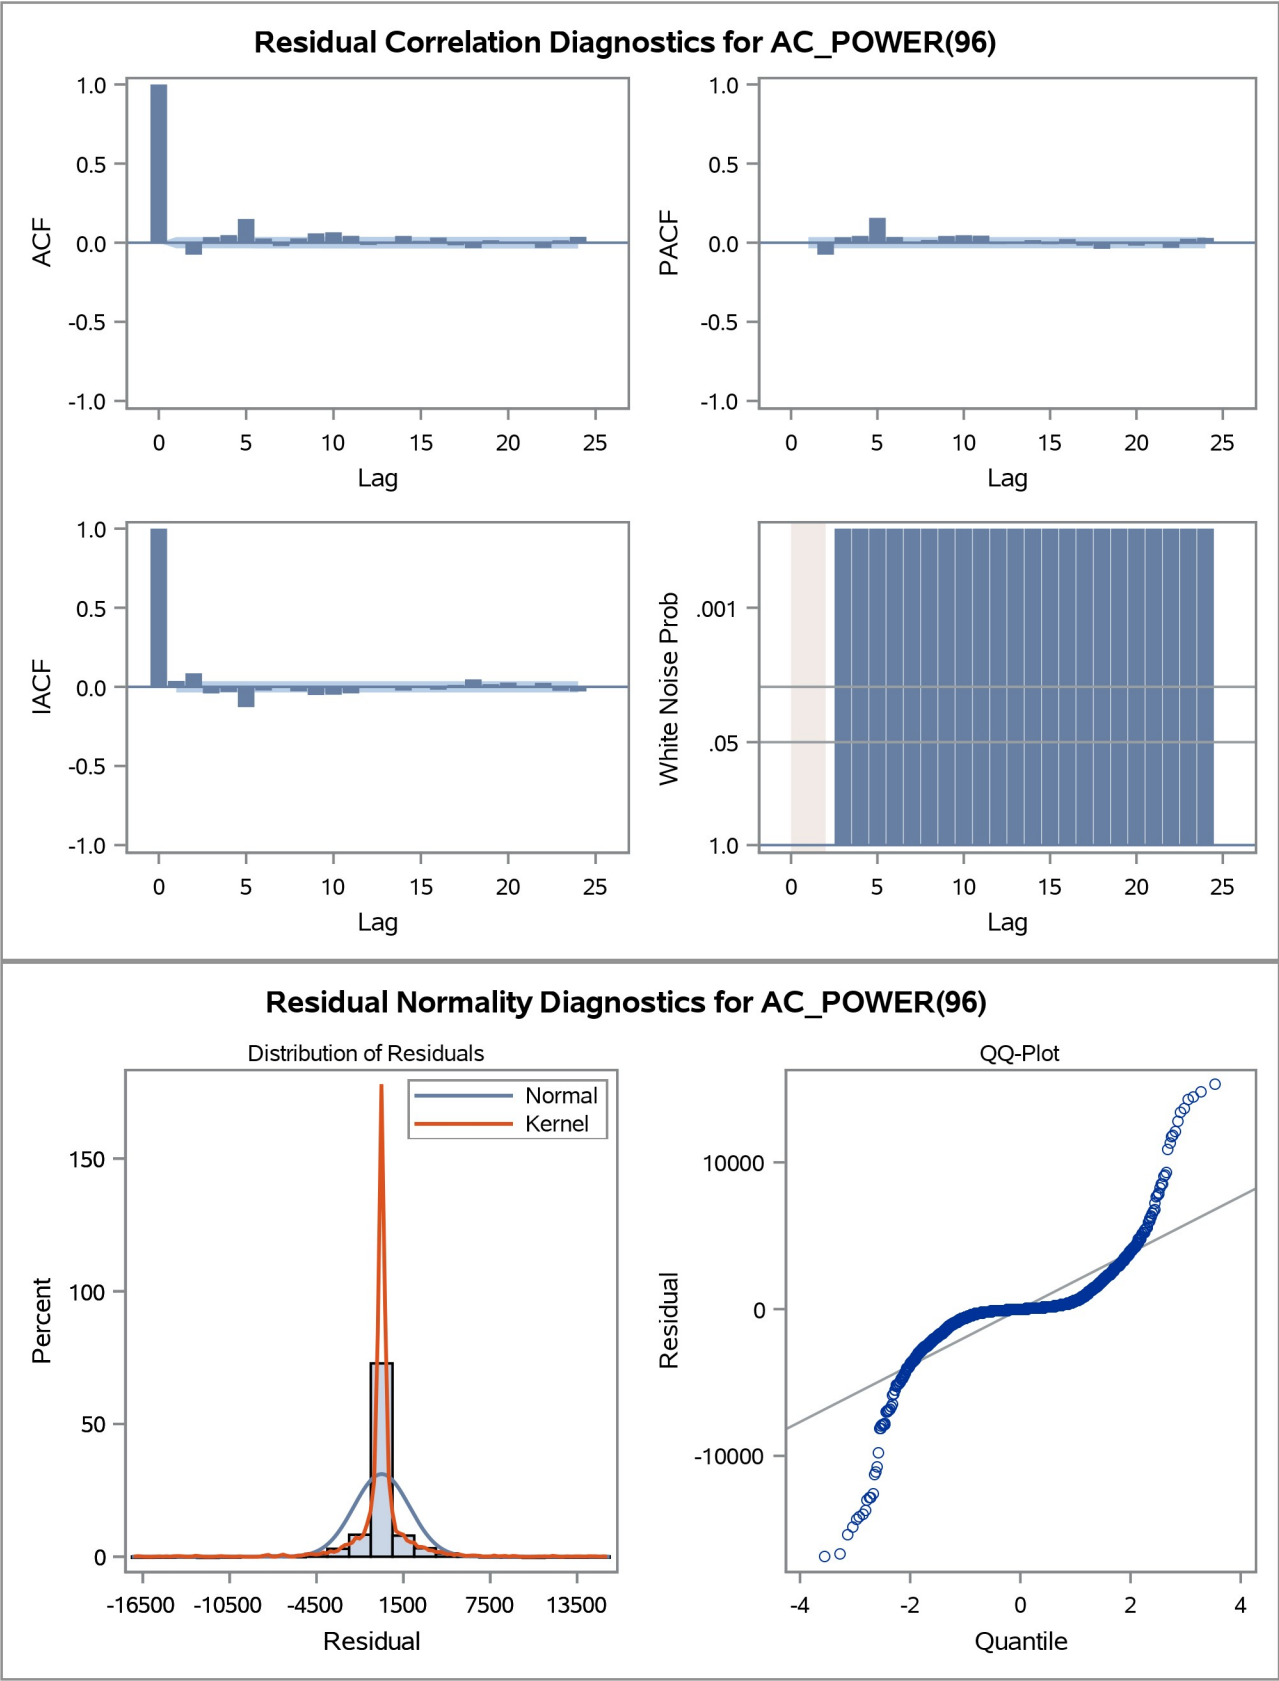 Residual Correlation Diagnostics for AC_POWER(96)
ACF
1.0
0.5
0.0
-0.5
-1.0
0 5 10 15 20 25
Lag
PACF
1.0
0.5
0.0
-0.5
-1.0
0 5 10 15 20 25
Lag
IACF
1.0
0.5
0.0
-0.5
-1.0
0 5 10 15 20 25
Lag
White Noise Prob
.001
.05
1.0
0 5 10 15 20 25
Lag
Residual Normality Diagnostics for AC_POWER(96)
Distribution of Residuals
Normal
Kernel
Percent
150
100
50
0
-16500 -10500 -4500 1500 7500 13500
Residual
QQ-Plot
Residual
10000
0
-10000
-4 -2 0 2 4
Quantile